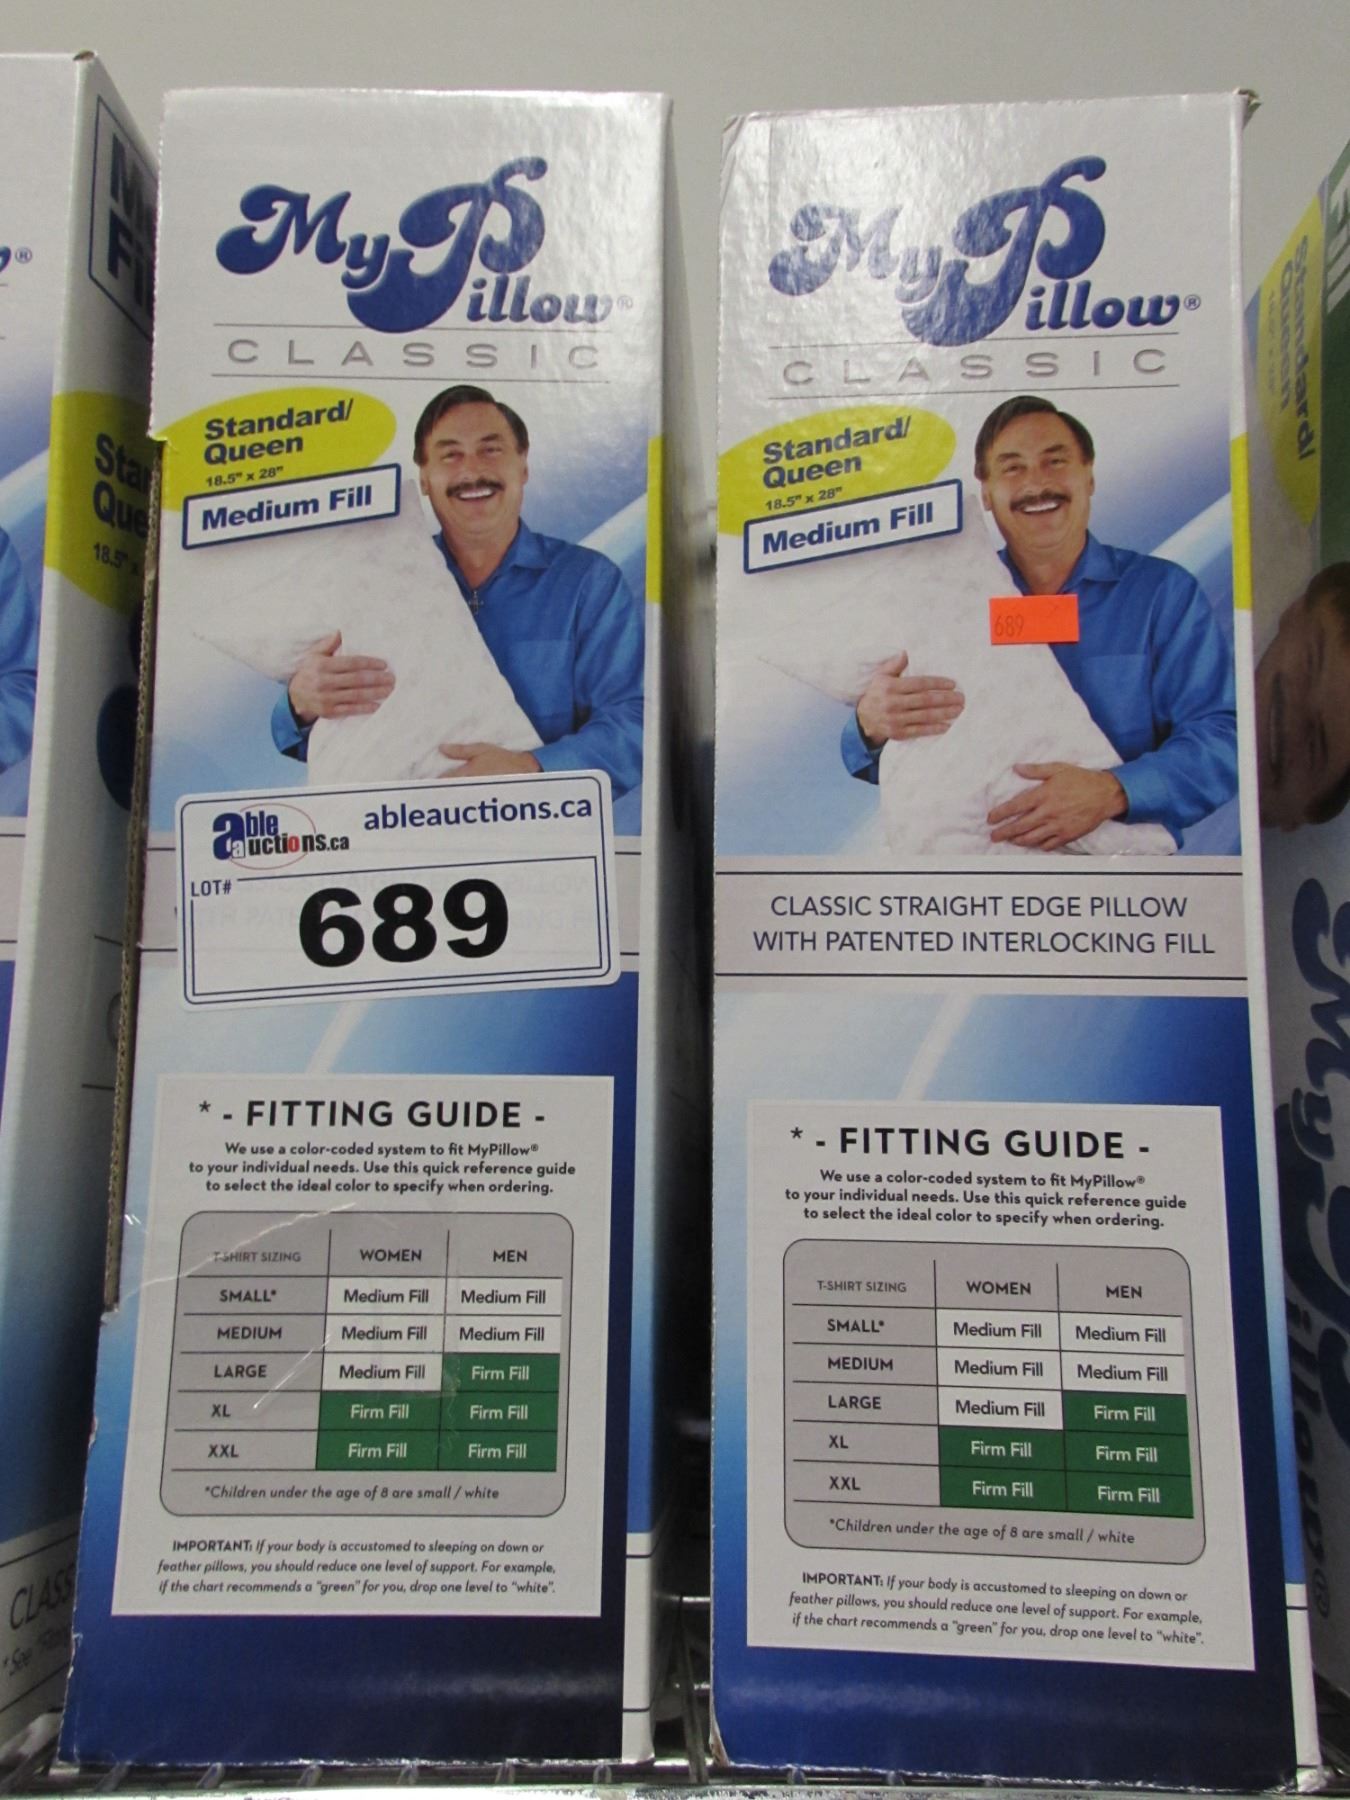 MyPillow®
CLASSIC
Standard/
Queen
18.5" x 28"
Medium Fill
able auctions.ca
ableauctions.ca
LOT#
689
* - FITTING GUIDE -
We use a color-coded system to fit MyPillow®
to your individual needs. Use this quick reference guide
to select the ideal color to specify when ordering.
T-SHIRT SIZING WOMEN MEN
SMALL* Medium Fill Medium Fill
MEDIUM Medium Fill Medium Fill
LARGE Medium Fill Firm Fill
XL Firm Fill Firm Fill
XXL Firm Fill Firm Fill
*Children under the age of 8 are small / white
IMPORTANT: If your body is accustomed to sleeping on down or
feather pillows, you should reduce one level of support. For example,
if the chart recommends a "green" for you, drop one level to "white".
MyPillow®
CLASSIC
Standard/
Queen
18.5" x 28"
Medium Fill
689
CLASSIC STRAIGHT EDGE PILLOW
WITH PATENTED INTERLOCKING FILL
* - FITTING GUIDE -
We use a color-coded system to fit MyPillow®
to your individual needs. Use this quick reference guide
to select the ideal color to specify when ordering.
T-SHIRT SIZING WOMEN MEN
SMALL* Medium Fill Medium Fill
MEDIUM Medium Fill Medium Fill
LARGE Medium Fill Firm Fill
XL Firm Fill Firm Fill
XXL Firm Fill Firm Fill
*Children under the age of 8 are small / white
IMPORTANT: If your body is accustomed to sleeping on down or
feather pillows, you should reduce one level of support. For example,
if the chart recommends a "green" for you, drop one level to "white".
Standard/
Queen
MyPillow®